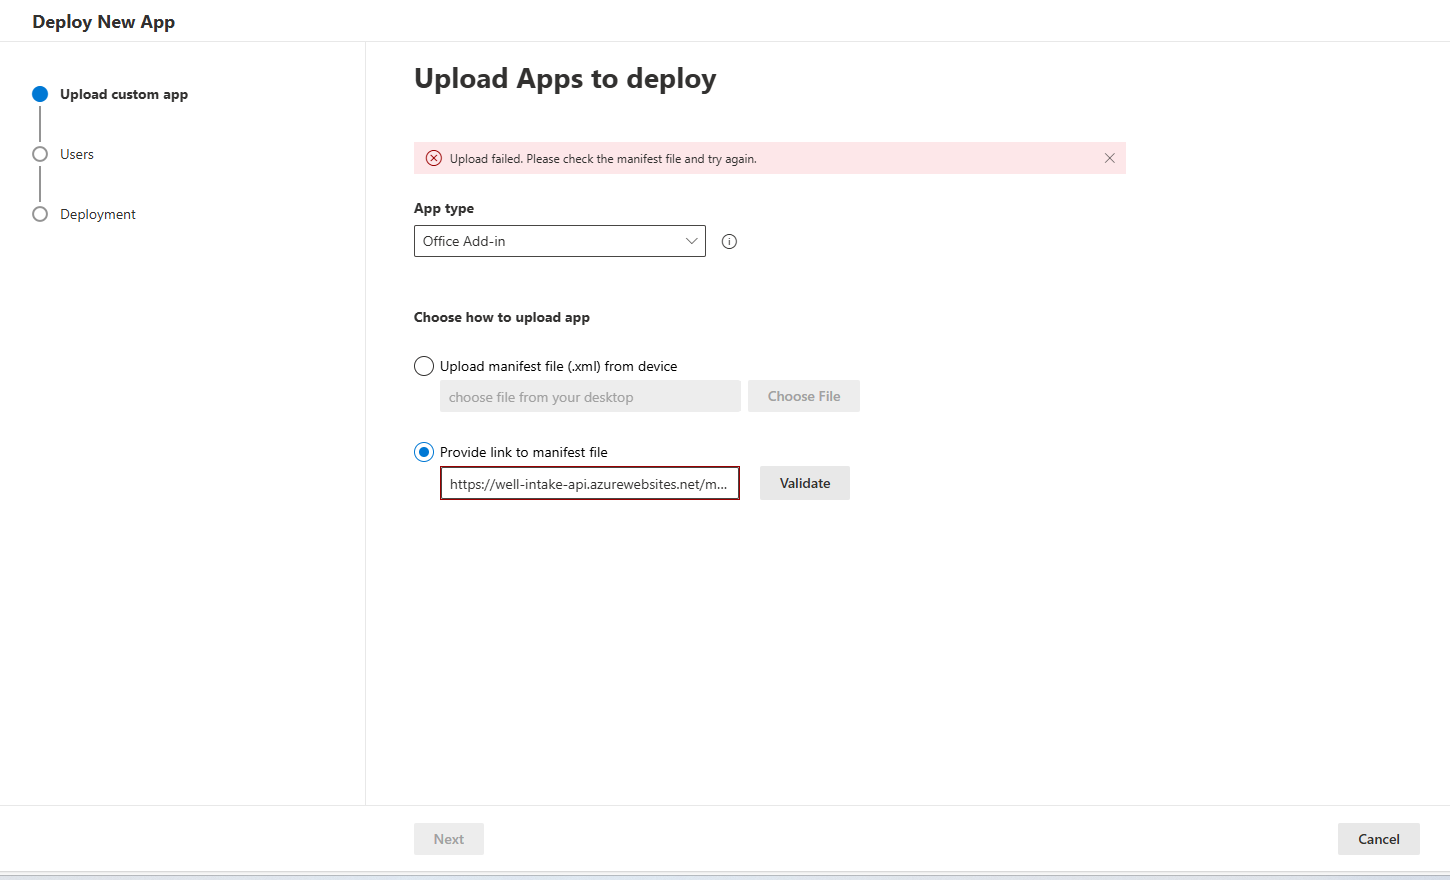 Deploy New App
Upload custom app
Users
Deployment
Upload Apps to deploy
Upload failed. Please check the manifest file and try again.
App type
Office Add-in
Choose how to upload app
Upload manifest file (.xml) from device
choose file from your desktop
Choose File
Provide link to manifest file
https://well-intake-api.azurewebsites.net/m...
Validate
Next
Cancel